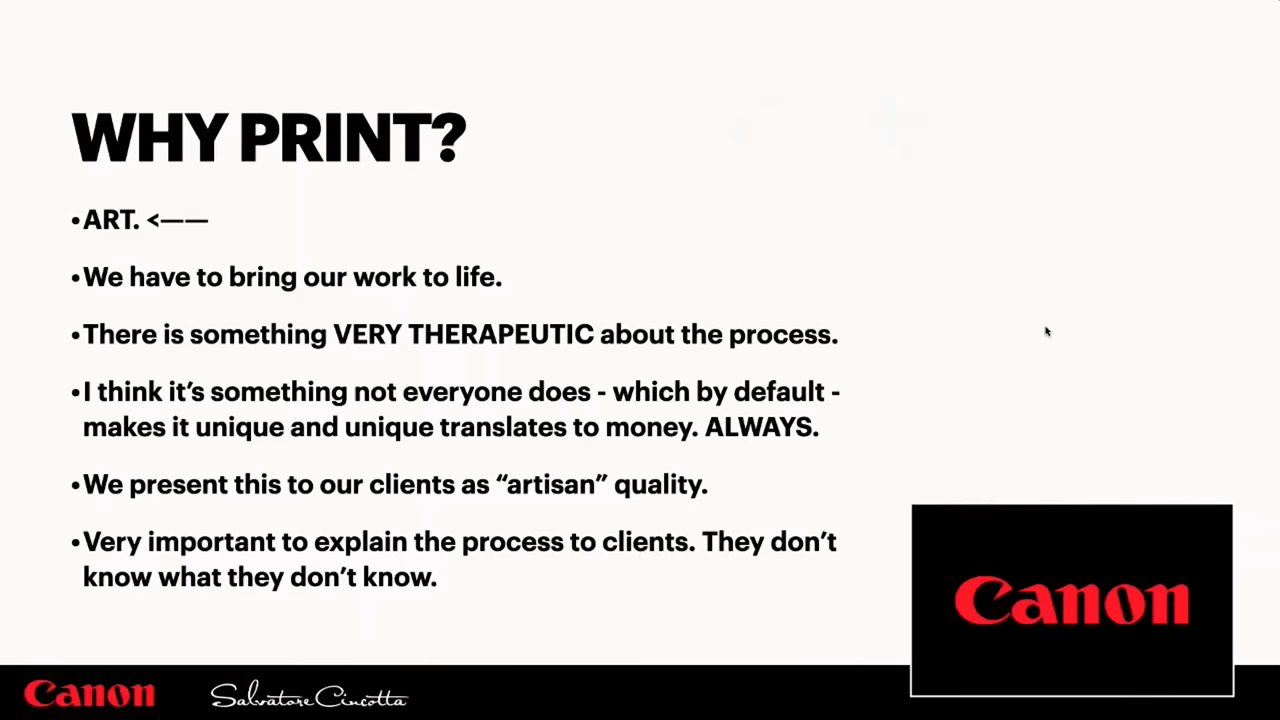 WHY PRINT?
•ART. <——
•We have to bring our work to life.
•There is something VERY THERAPEUTIC about the process.
•I think it’s something not everyone does - which by default -
makes it unique and unique translates to money. ALWAYS.
•We present this to our clients as “artisan” quality.
•Very important to explain the process to clients. They don’t
know what they don’t know.
Canon
Canon
Salvatore Cincotta